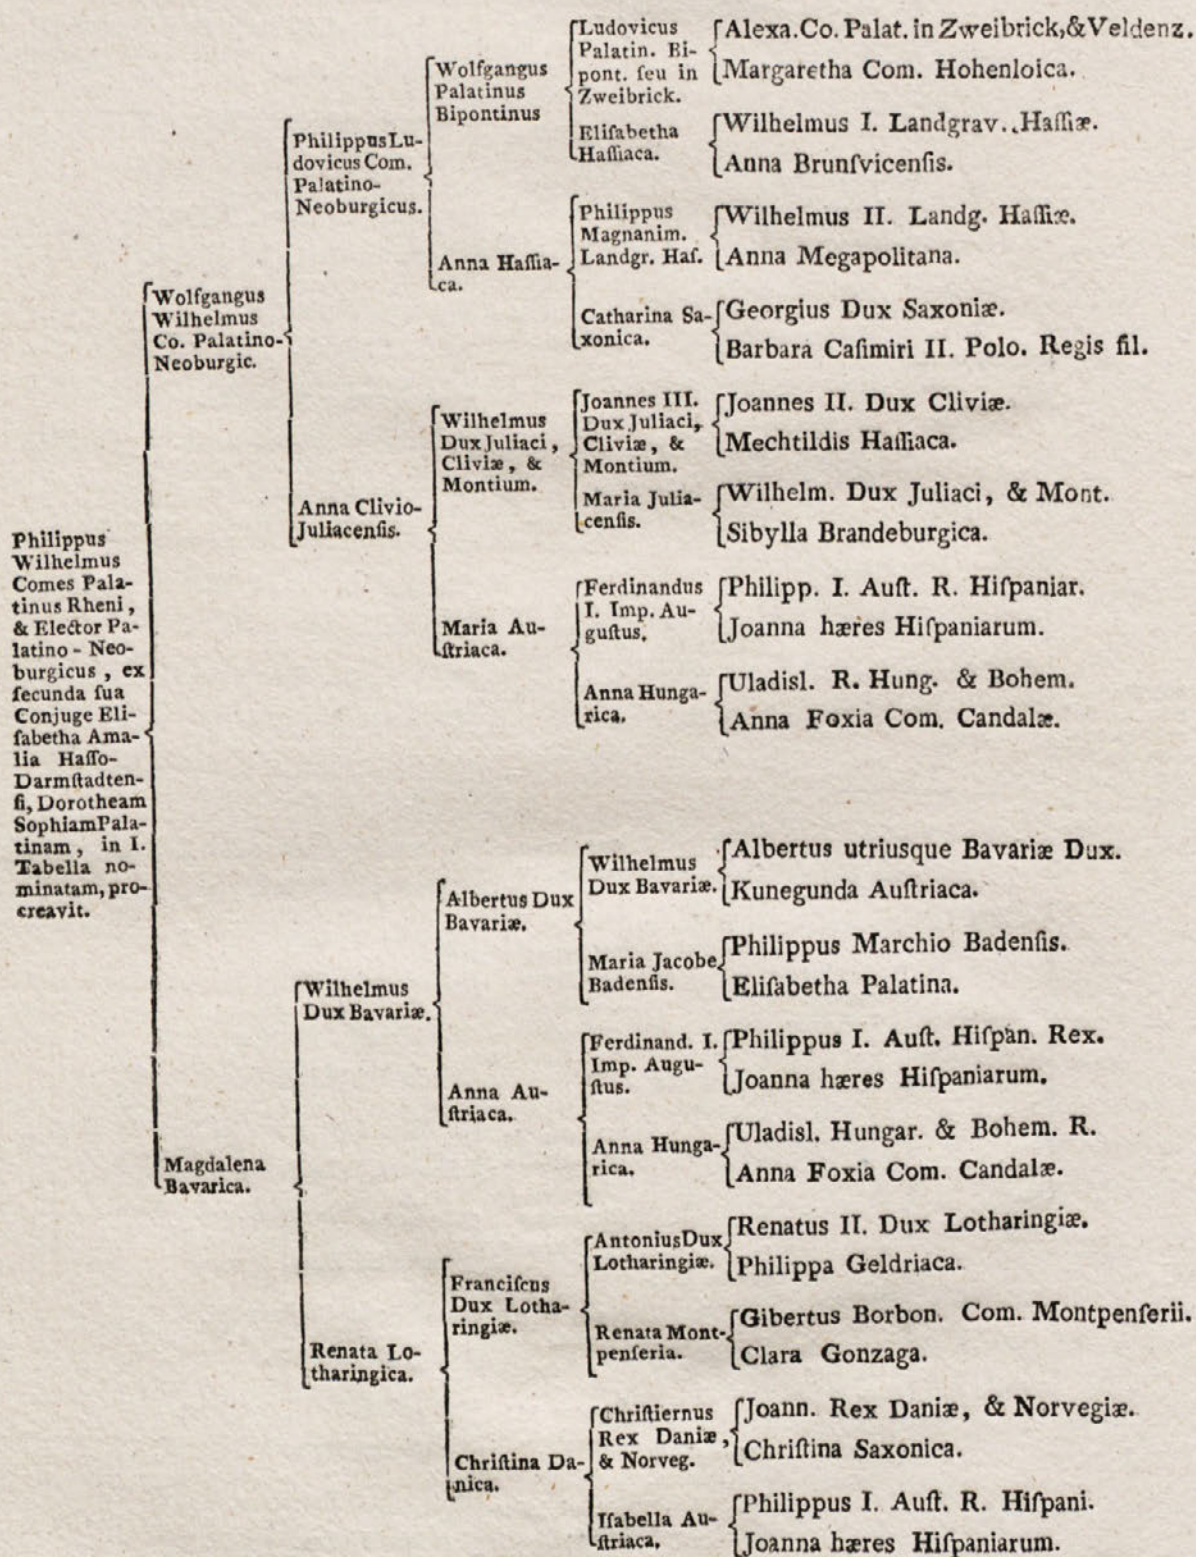 Philippus
Wilhelmus
Comes Pala-
tinus Rheni,
& Elector Pa-
latino - Neo-
burgicus, ex
ſecunda ſua
Conjuge Eli-
ſabetha Ama-
lia Haſſo-
Darmſtadten-
ſi, Dorotheam
SophiamPala-
tinam, in I.
Tabella no-
minatam, pro-
creavit.
Wolfgangus
Wilhelmus
Co. Palatino-
Neoburgic.
PhilippusLu-
dovicus Com.
Palatino-
Neoburgicus.
Wolfgangus
Palatinus
Bipontinus
Ludovicus
Palatin. Bi-
pont. ſeu in
Zweibrick.
Alexa.Co. Palat. in Zweibrick,&Veldenz.
Margaretha Com. Hohenloica.
Eliſabetha
Haſſiaca.
Wilhelmus I. Landgrav. Haſſiæ.
Anna Brunſvicenſis.
Anna Haſſia-
ca.
Philippus
Magnanim.
Landgr. Haſ.
Wilhelmus II. Landg. Haſſiæ.
Anna Megapolitana.
Catharina Sa-
xonica.
Georgius Dux Saxoniæ.
Barbara Caſimiri II. Polo. Regis fil.
Anna Clivio-
Juliacenſis.
Wilhelmus
Dux Juliaci,
Cliviæ, &
Montium.
Joannes III.
Dux Juliaci,
Cliviæ, &
Montium.
Joannes II. Dux Cliviæ.
Mechtildis Haſſiaca.
Maria Julia-
cenſis.
Wilhelm. Dux Juliaci, & Mont.
Sibylla Brandeburgica.
Maria Au-
ſtriaca.
Ferdinandus
I. Imp. Au-
guſtus.
Philipp. I. Auſt. R. Hiſpaniar.
Joanna hæres Hiſpaniarum.
Anna Hunga-
rica.
Uladisl. R. Hung. & Bohem.
Anna Foxia Com. Candalæ.
Magdalena
Bavarica.
Wilhelmus
Dux Bavariæ.
Albertus Dux
Bavariæ.
Wilhelmus
Dux Bavariæ.
Albertus utriusque Bavariæ Dux.
Kunegunda Auſtriaca.
Maria Jacobe
Badenſis.
Philippus Marchio Badenſis.
Eliſabetha Palatina.
Anna Au-
ſtriaca.
Ferdinand. I.
Imp. Augu-
ſtus.
Philippus I. Auſt. Hiſpan. Rex.
Joanna hæres Hiſpaniarum.
Anna Hunga-
rica.
Uladisl. Hungar. & Bohem. R.
Anna Foxia Com. Candalæ.
Renata Lo-
tharingica.
Franciſcus
Dux Lotha-
ringiæ.
AntoniusDux
Lotharingiæ.
Renatus II. Dux Lotharingiæ.
Philippa Geldriaca.
Renata Mont-
penſeria.
Gibertus Borbon. Com. Montpenſerii.
Clara Gonzaga.
Chriſtina Da-
nica.
Chriſtiernus
Rex Daniæ,
& Norveg.
Joann. Rex Daniæ, & Norvegiæ.
Chriſtina Saxonica.
Iſabella Au-
ſtriaca.
Philippus I. Auſt. R. Hiſpani.
Joanna hæres Hiſpaniarum.